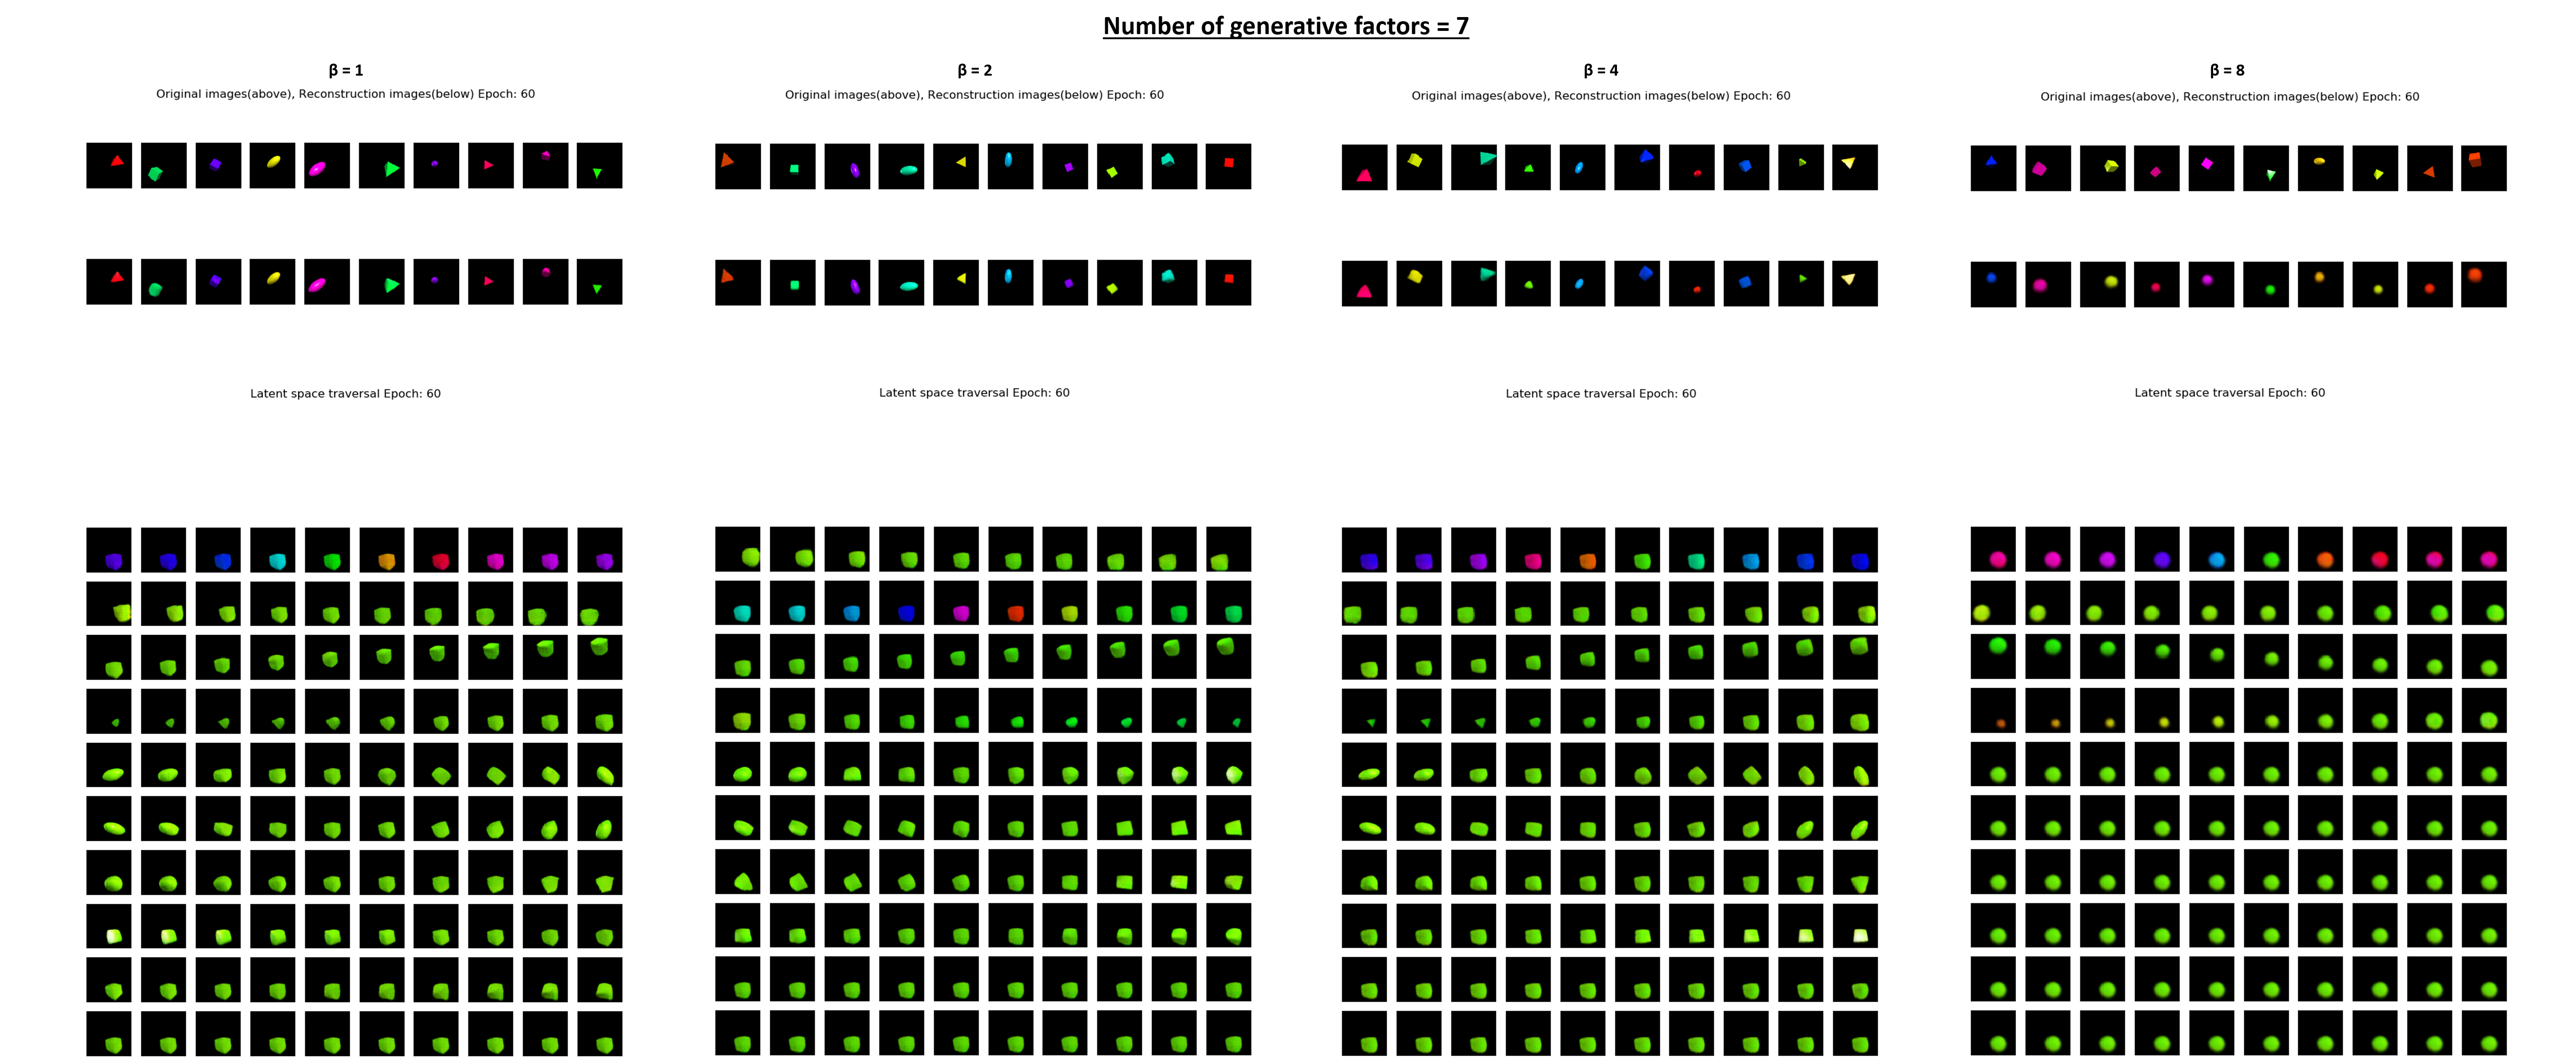 Number of generative factors = 7
β = 1
Original images(above), Reconstruction images(below) Epoch: 60
Latent space traversal Epoch: 60
β = 2
Original images(above), Reconstruction images(below) Epoch: 60
Latent space traversal Epoch: 60
β = 4
Original images(above), Reconstruction images(below) Epoch: 60
Latent space traversal Epoch: 60
β = 8
Original images(above), Reconstruction images(below) Epoch: 60
Latent space traversal Epoch: 60